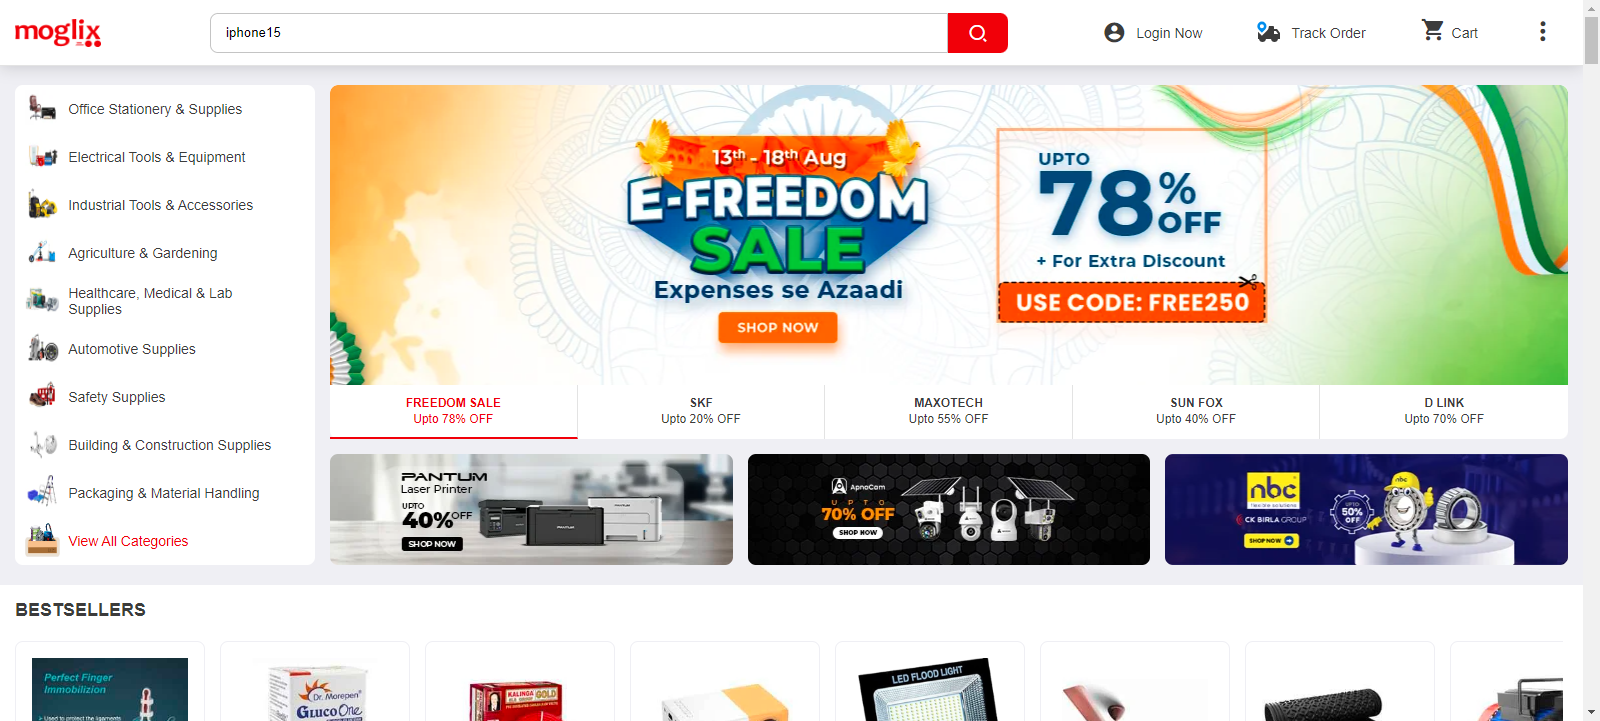 moglix
iphone15
Login Now
Track Order
Cart
Office Stationery & Supplies
Electrical Tools & Equipment
Industrial Tools & Accessories
Agriculture & Gardening
Healthcare, Medical & Lab
Supplies
Automotive Supplies
Safety Supplies
Building & Construction Supplies
Packaging & Material Handling
View All Categories
13th - 18th Aug
E-FREEDOM
SALE
Expenses se Azaadi
SHOP NOW
UPTO
78% OFF
+ For Extra Discount
USE CODE: FREE250
FREEDOM SALE
Upto 78% OFF
SKF
Upto 20% OFF
MAXOTECH
Upto 55% OFF
SUN FOX
Upto 40% OFF
D LINK
Upto 70% OFF
PANTUM
Laser Printer
UPTO
40% OFF
SHOP NOW
ApnoCam
UPTO
70% OFF
SHOP NOW
nbc
CK BIRLA GROUP
SHOP NOW
UPTO
50%
OFF
nbc
BESTSELLERS
Perfect Finger
Immobilizion
Used to protect the ligaments
Dr. Morepen
GlucoOne
KALINGA GOLD
LED FLOOD LIGHT